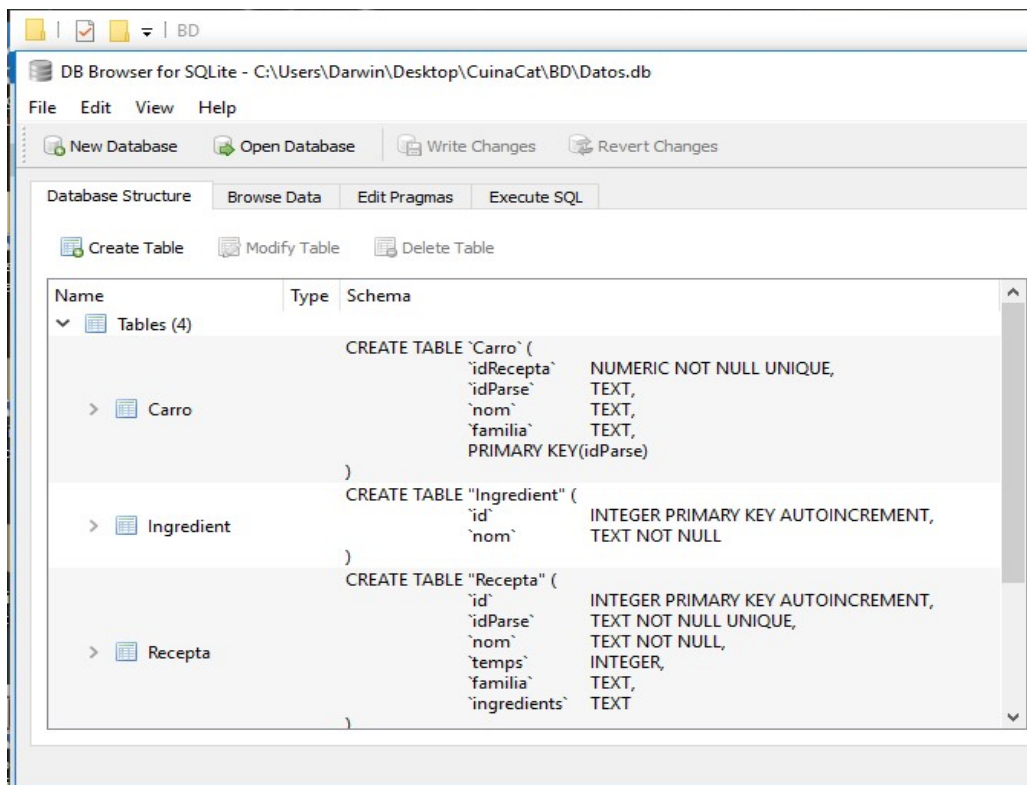 BD
DB Browser for SQLite - C:\Users\Darwin\Desktop\CuinaCat\BD\Datos.db
File Edit View Help
New Database Open Database Write Changes Revert Changes
Database Structure Browse Data Edit Pragmas Execute SQL
Create Table Modify Table Delete Table
Name Type Schema
Tables (4)
CREATE TABLE `Carro` (
`idRecepta` NUMERIC NOT NULL UNIQUE,
`idParse` TEXT,
Carro `nom` TEXT,
`familia` TEXT,
PRIMARY KEY(idParse)
)
CREATE TABLE "Ingredient" (
`id` INTEGER PRIMARY KEY AUTOINCREMENT,
Ingredient `nom` TEXT NOT NULL
)
CREATE TABLE "Recepta" (
`id` INTEGER PRIMARY KEY AUTOINCREMENT,
`idParse` TEXT NOT NULL UNIQUE,
`nom` TEXT NOT NULL,
Recepta `temps` INTEGER,
`familia` TEXT,
`ingredients` TEXT
)